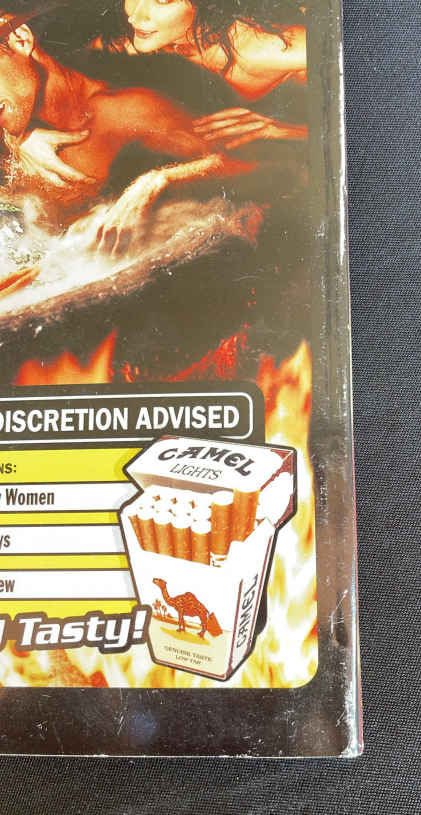 DISCRETION ADVISED
NS:
Women
ys
ew
Tasty!
CAMEL
LIGHTS
CAMEL
GENUINE TASTE
LOW TAR